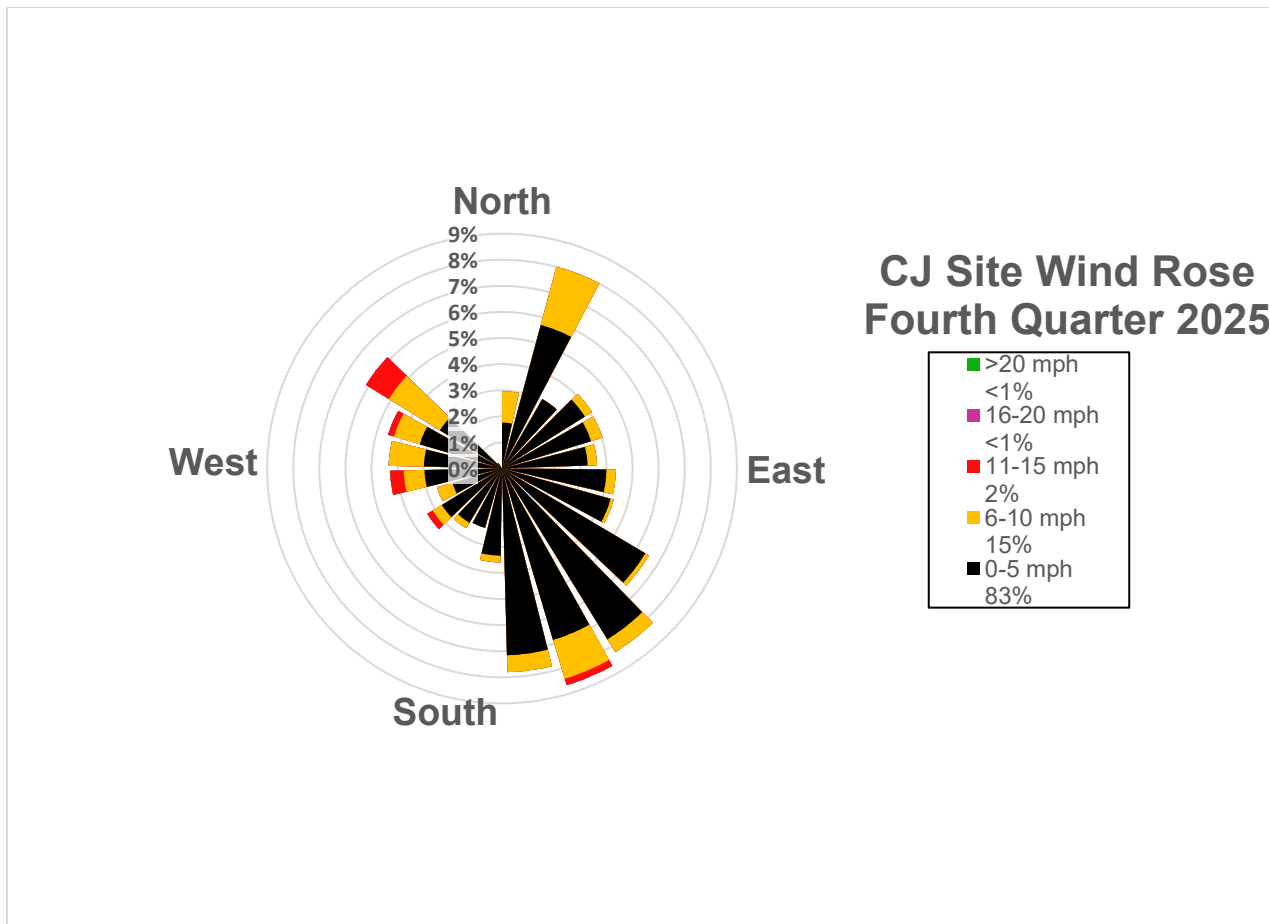 North
9%
8%
7%
6%
5%
4%
3%
2%
1%
0%
West
East
South
CJ Site Wind Rose
Fourth Quarter 2025
>20 mph
<1%
16-20 mph
<1%
11-15 mph
2%
6-10 mph
15%
0-5 mph
83%